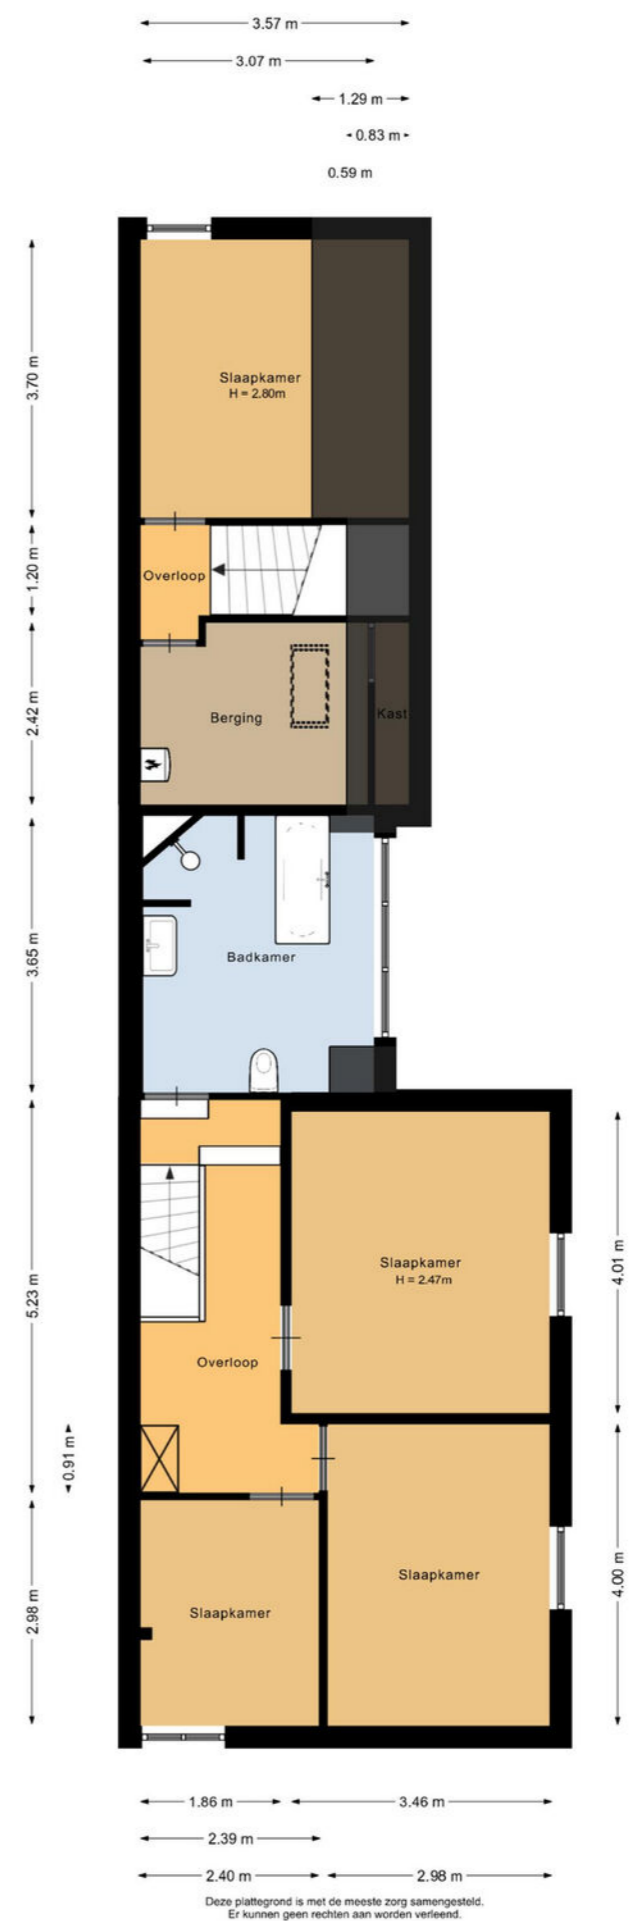 3.57 m
3.07 m
1.29 m
0.83 m
0.59 m
3.70 m
Slaapkamer
H = 2.80m
1.20 m
Overloop
2.42 m
Berging
Kast
3.65 m
Badkamer
5.23 m
Slaapkamer
H = 2.47m
4.01 m
Overloop
0.91 m
2.98 m
Slaapkamer
Slaapkamer
4.00 m
1.86 m
3.46 m
2.39 m
2.40 m
2.98 m
Deze plattegrond is met de meeste zorg samengesteld.
Er kunnen geen rechten aan worden verleend.